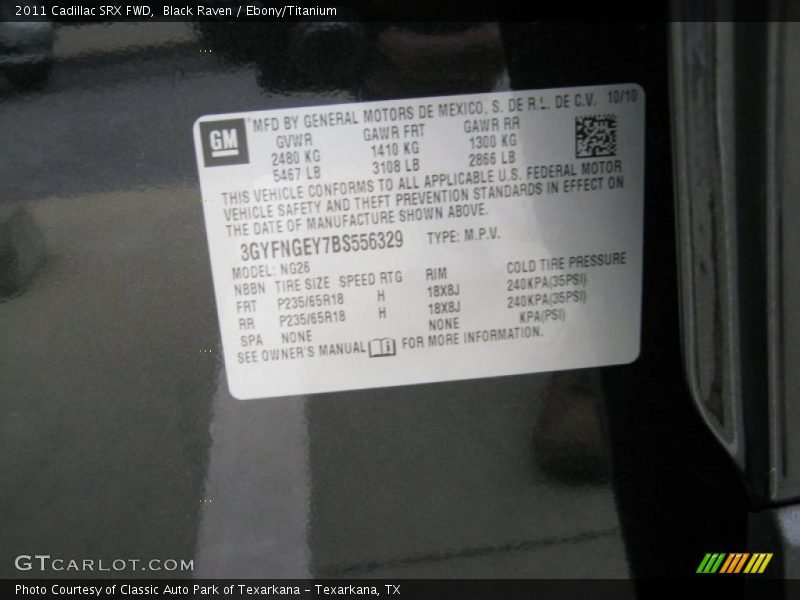 2011 Cadillac SRX FWD, Black Raven / Ebony/Titanium
GM
MFD BY GENERAL MOTORS DE MEXICO, S. DE R.L. DE C.V. 10/10
GVWR GAWR FRT GAWR RR
2480 KG 1410 KG 1300 KG
5467 LB 3108 LB 2866 LB
THIS VEHICLE CONFORMS TO ALL APPLICABLE U.S. FEDERAL MOTOR
VEHICLE SAFETY AND THEFT PREVENTION STANDARDS IN EFFECT ON
THE DATE OF MANUFACTURE SHOWN ABOVE.
3GYFNGEY7BS556329 TYPE: M.P.V.
MODEL: NG26
NBBN TIRE SIZE SPEED RTG RIM COLD TIRE PRESSURE
FRT P235/65R18 H 18X8J 240KPA(35PSI)
RR P235/65R18 H 18X8J 240KPA(35PSI)
SPA NONE NONE KPA(PSI)
SEE OWNER'S MANUAL FOR MORE INFORMATION.
GTCARLOT.COM
Photo Courtesy of Classic Auto Park of Texarkana – Texarkana, TX